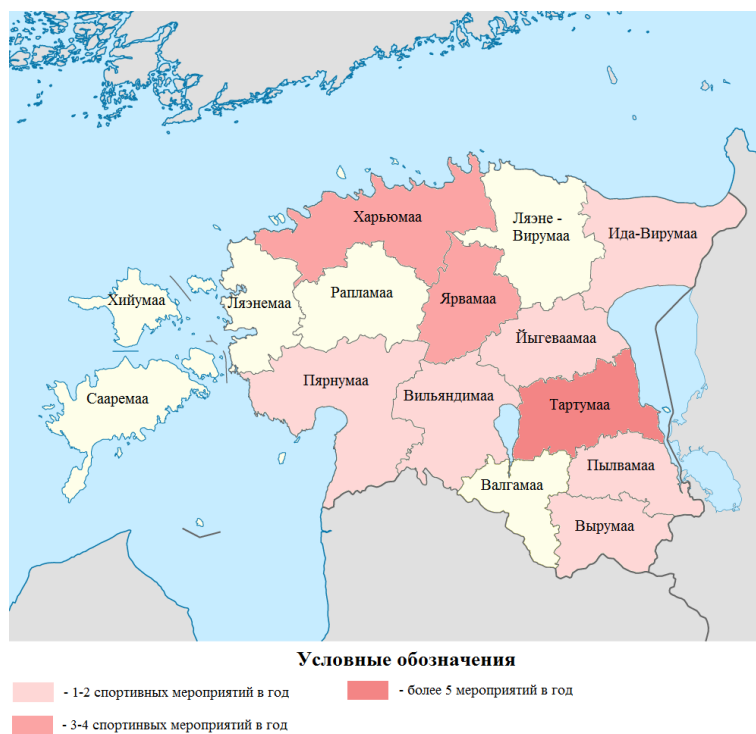 Харьюмаа
Ляэне -
Вирумаа
Ида-Вирумаа
Хийумаа
Ляэнемаа
Рапламаа
Ярвамаа
Йыгеваамаа
Пярнумаа
Вильяндимаа
Сааремаа
Тартумаа
Пылвамаа
Валгамаа
Вырумаа
Условные обозначения
- 1-2 спортивных мероприятий в год
- более 5 мероприятий в год
- 3-4 спортинвых мероприятий в год